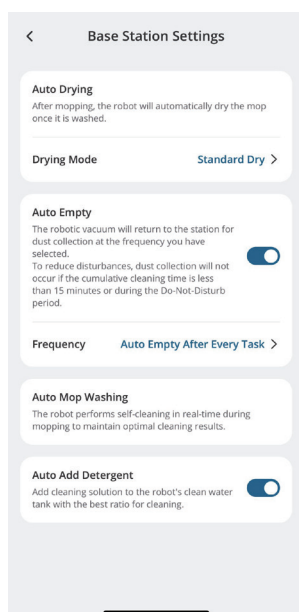 Base Station Settings
Auto Drying
After mopping, the robot will automatically dry the mop
once it is washed.
Drying Mode Standard Dry >
Auto Empty
The robotic vacuum will return to the station for
dust collection at the frequency you have
selected.
To reduce disturbances, dust collection will not
occur if the cumulative cleaning time is less
than 15 minutes or during the Do-Not-Disturb
period.
Frequency Auto Empty After Every Task >
Auto Mop Washing
The robot performs self-cleaning in real-time during
mopping to maintain optimal cleaning results.
Auto Add Detergent
Add cleaning solution to the robot's clean water
tank with the best ratio for cleaning.